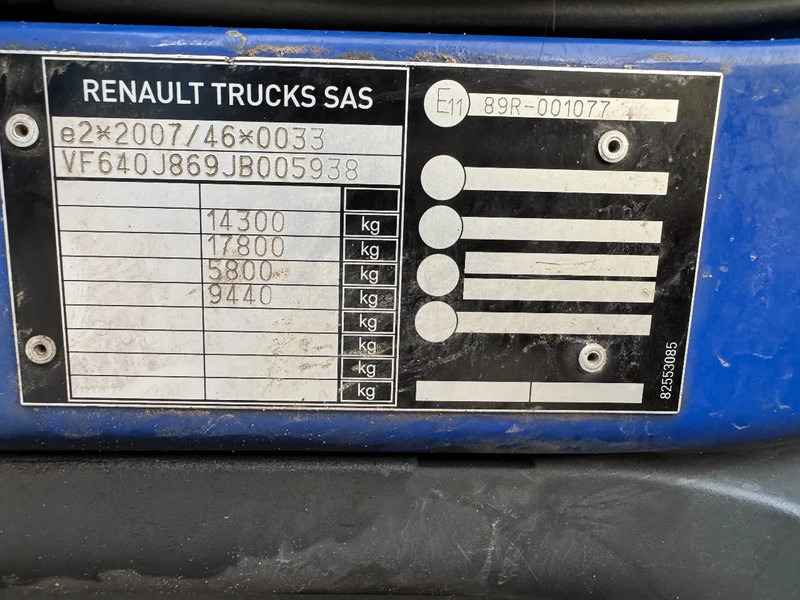 RENAULT TRUCKS SAS
e2*2007/46*0033
VF640J869JB005938
14300 kg
17800 kg
5800 kg
9440 kg
kg
kg
kg
kg
E11 89R-001077
82553085